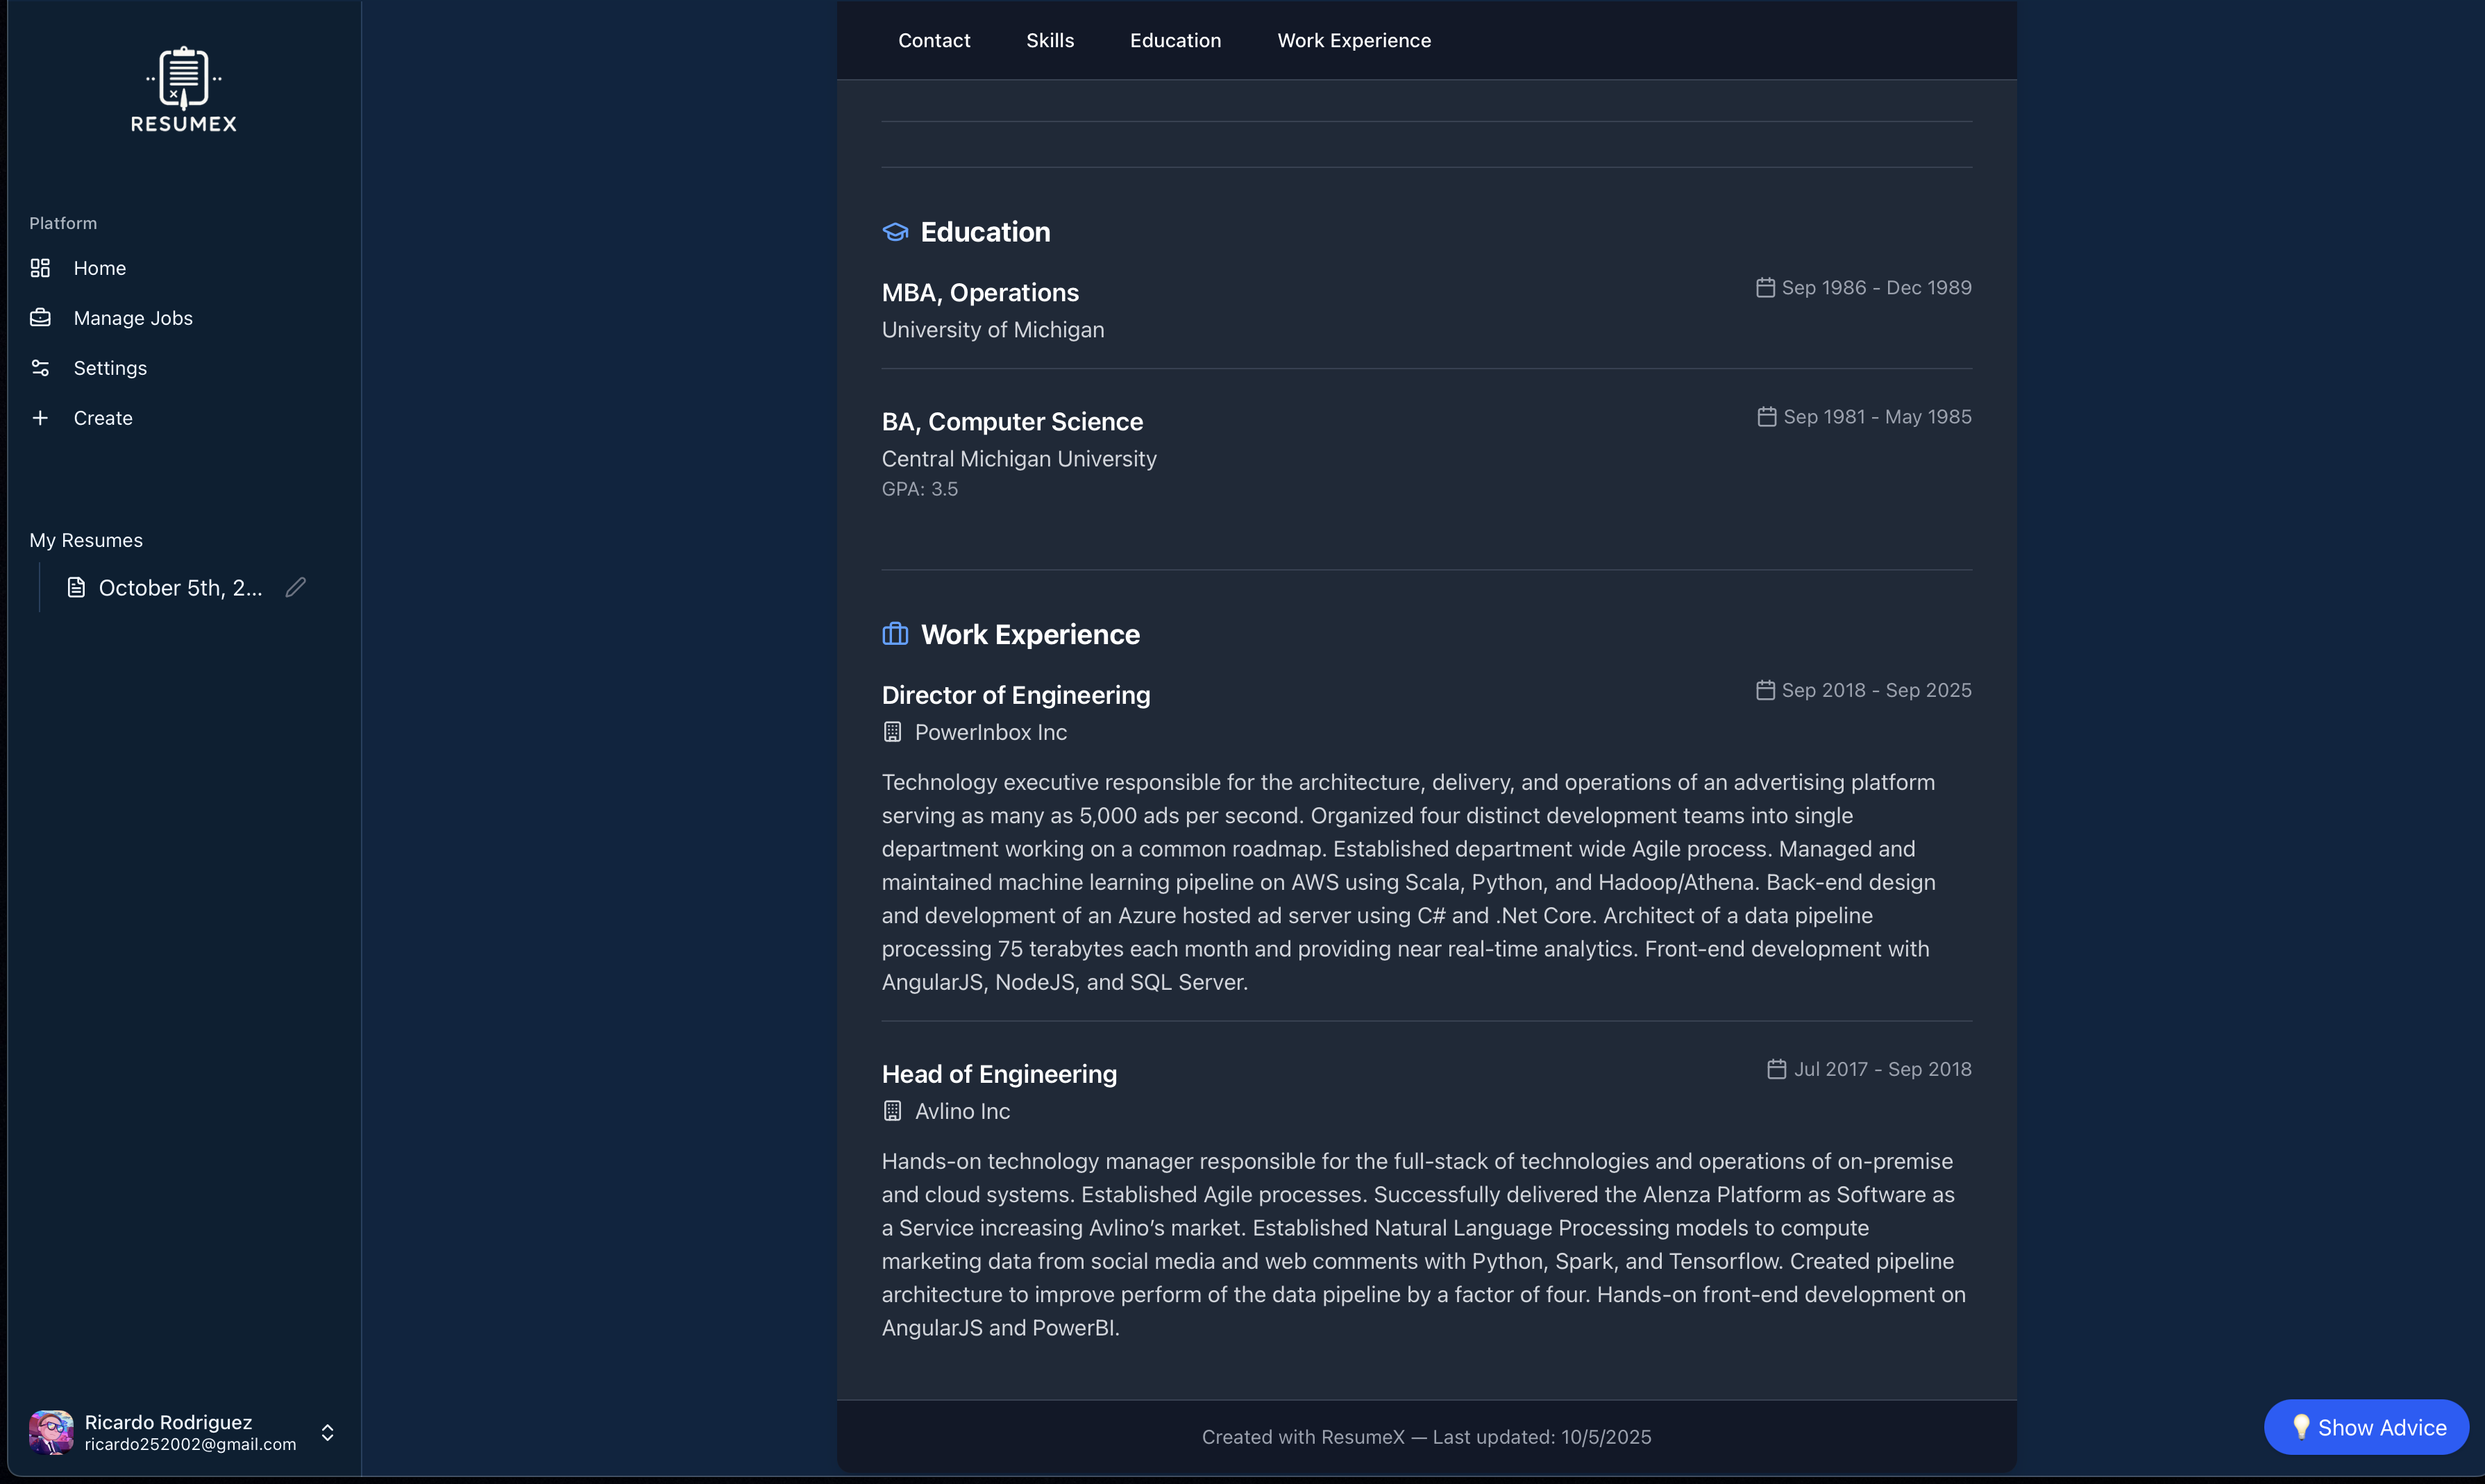 RESUMEX
Platform
Home
Manage Jobs
Settings
Create
My Resumes
October 5th, 2...
Ricardo Rodriguez
ricardo252002@gmail.com
Contact
Skills
Education
Work Experience
Education
MBA, Operations
Sep 1986 - Dec 1989
University of Michigan
BA, Computer Science
Sep 1981 - May 1985
Central Michigan University
GPA: 3.5
Work Experience
Director of Engineering
Sep 2018 - Sep 2025
PowerInbox Inc
Technology executive responsible for the architecture, delivery, and operations of an advertising platform
serving as many as 5,000 ads per second. Organized four distinct development teams into single
department working on a common roadmap. Established department wide Agile process. Managed and
maintained machine learning pipeline on AWS using Scala, Python, and Hadoop/Athena. Back-end design
and development of an Azure hosted ad server using C# and .Net Core. Architect of a data pipeline
processing 75 terabytes each month and providing near real-time analytics. Front-end development with
AngularJS, NodeJS, and SQL Server.
Head of Engineering
Jul 2017 - Sep 2018
Avlino Inc
Hands-on technology manager responsible for the full-stack of technologies and operations of on-premise
and cloud systems. Established Agile processes. Successfully delivered the Alenza Platform as Software as
a Service increasing Avlino’s market. Established Natural Language Processing models to compute
marketing data from social media and web comments with Python, Spark, and Tensorflow. Created pipeline
architecture to improve perform of the data pipeline by a factor of four. Hands-on front-end development on
AngularJS and PowerBI.
Created with ResumeX — Last updated: 10/5/2025
Show Advice